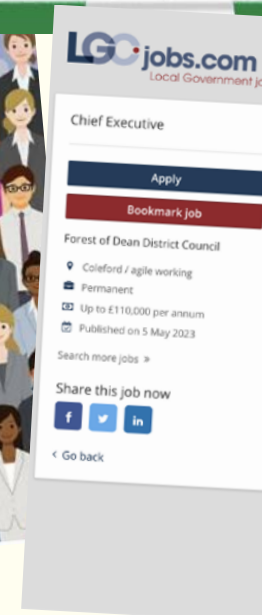 LGC jobs.com
Local Government
Chief Executive
Apply
Bookmark job
Forest of Dean District Council
Coleford / agile working
Permanent
Up to £110,000 per annum
Published on 5 May 2023
Search more jobs »
Share this job now
f
in
< Go back